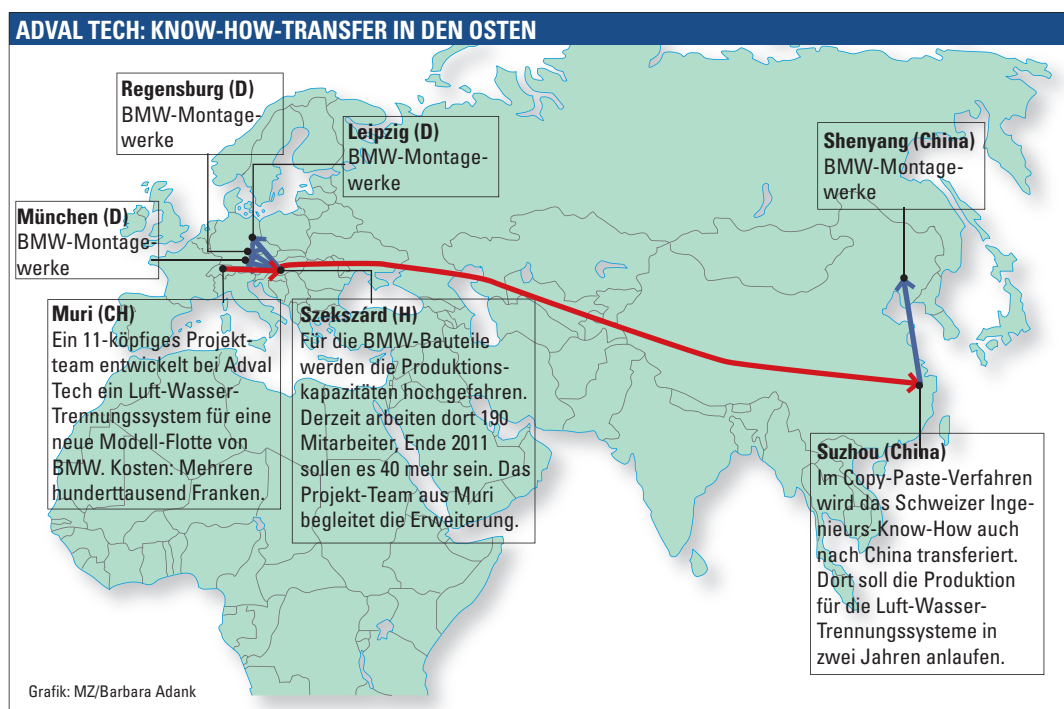 ADVAL TECH: KNOW-HOW-TRANSFER IN DEN OSTEN
Regensburg (D)
BMW-Montage-
werke
Leipzig (D)
BMW-Montage-
werke
Shenyang (China)
BMW-Montage-
werke
München (D)
BMW-Montage-
werke
Muri (CH)
Ein 11-köpfiges Projekt-
team entwickelt bei Adval
Tech ein Luft-Wasser-
Trennungssystem für eine
neue Modell-Flotte von
BMW. Kosten: Mehrere
hunderttausend Franken.
Szekszárd (H)
Für die BMW-Bauteile
werden die Produktions-
kapazitäten hochgefahren.
Derzeit arbeiten dort 190
Mitarbeiter, Ende 2011
sollen es 40 mehr sein. Das
Projekt-Team aus Muri
begleitet die Erweiterung.
Suzhou (China)
Im Copy-Paste-Verfahren
wird das Schweizer Inge-
nieurs-Know-How auch
nach China transferiert.
Dort soll die Produktion
für die Luft-Wasser-
Trennungssysteme in
zwei Jahren anlaufen.
Grafik: MZ/Barbara Adank